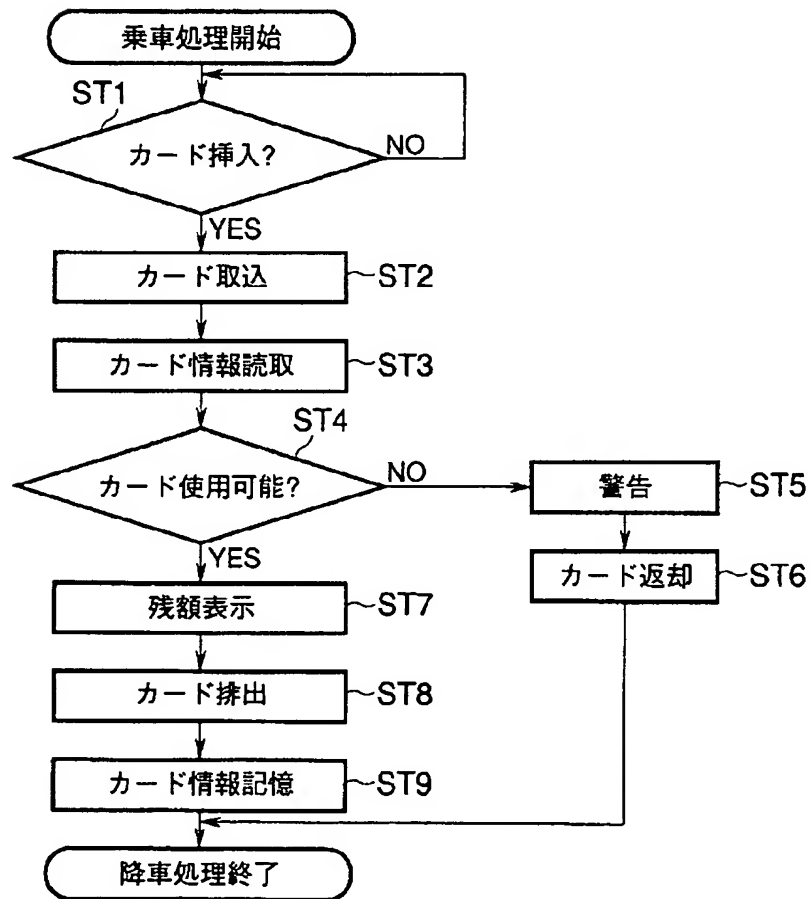 乗車処理開始
ST1
カード挿入?
NO
YES
カード取込
ST2
カード情報読取
ST3
ST4
カード使用可能?
NO
YES
警告
ST5
カード返却
ST6
残額表示
ST7
カード排出
ST8
カード情報記憶
ST9
降車処理終了